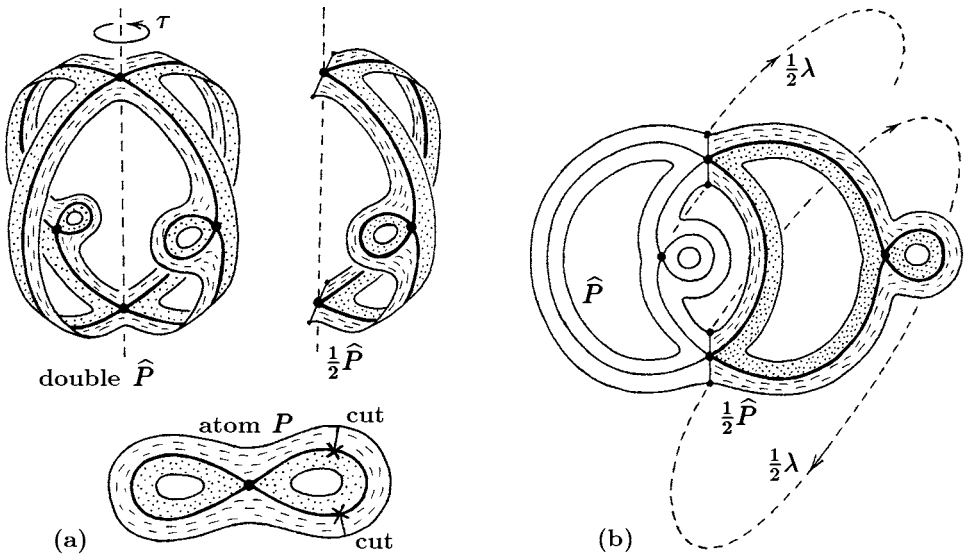 τ
double P̂
½P̂
atom P
cut
cut
(a)
½λ
P̂
½P̂
½λ
(b)